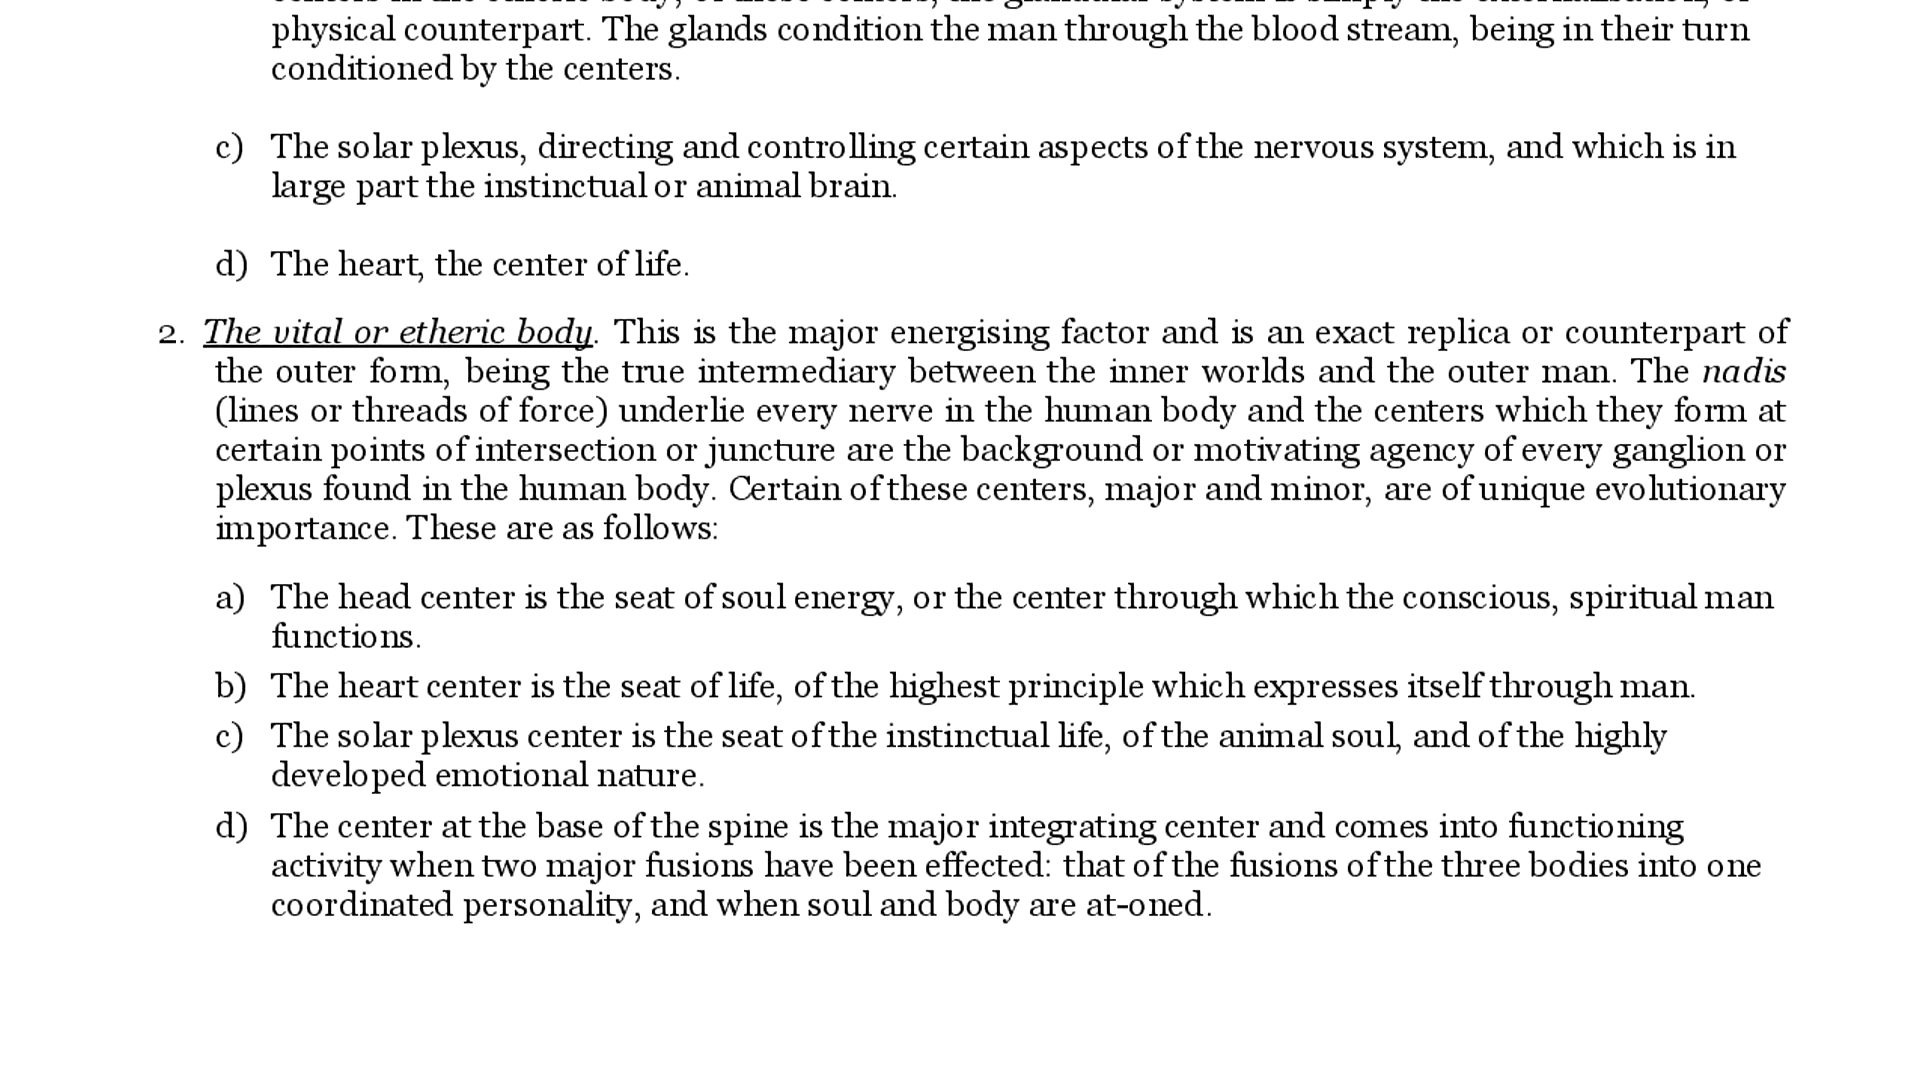 physical counterpart. The glands condition the man through the blood stream, being in their turn
conditioned by the centers.
c) The solar plexus, directing and controlling certain aspects of the nervous system, and which is in
large part the instinctual or animal brain.
d) The heart, the center of life.
2. The vital or etheric body. This is the major energising factor and is an exact replica or counterpart of
the outer form, being the true intermediary between the inner worlds and the outer man. The nadis
(lines or threads of force) underlie every nerve in the human body and the centers which they form at
certain points of intersection or juncture are the background or motivating agency of every ganglion or
plexus found in the human body. Certain of these centers, major and minor, are of unique evolutionary
importance. These are as follows:
a) The head center is the seat of soul energy, or the center through which the conscious, spiritual man
functions.
b) The heart center is the seat of life, of the highest principle which expresses itself through man.
c) The solar plexus center is the seat of the instinctual life, of the animal soul, and of the highly
developed emotional nature.
d) The center at the base of the spine is the major integrating center and comes into functioning
activity when two major fusions have been effected: that of the fusions of the three bodies into one
coordinated personality, and when soul and body are at-oned.